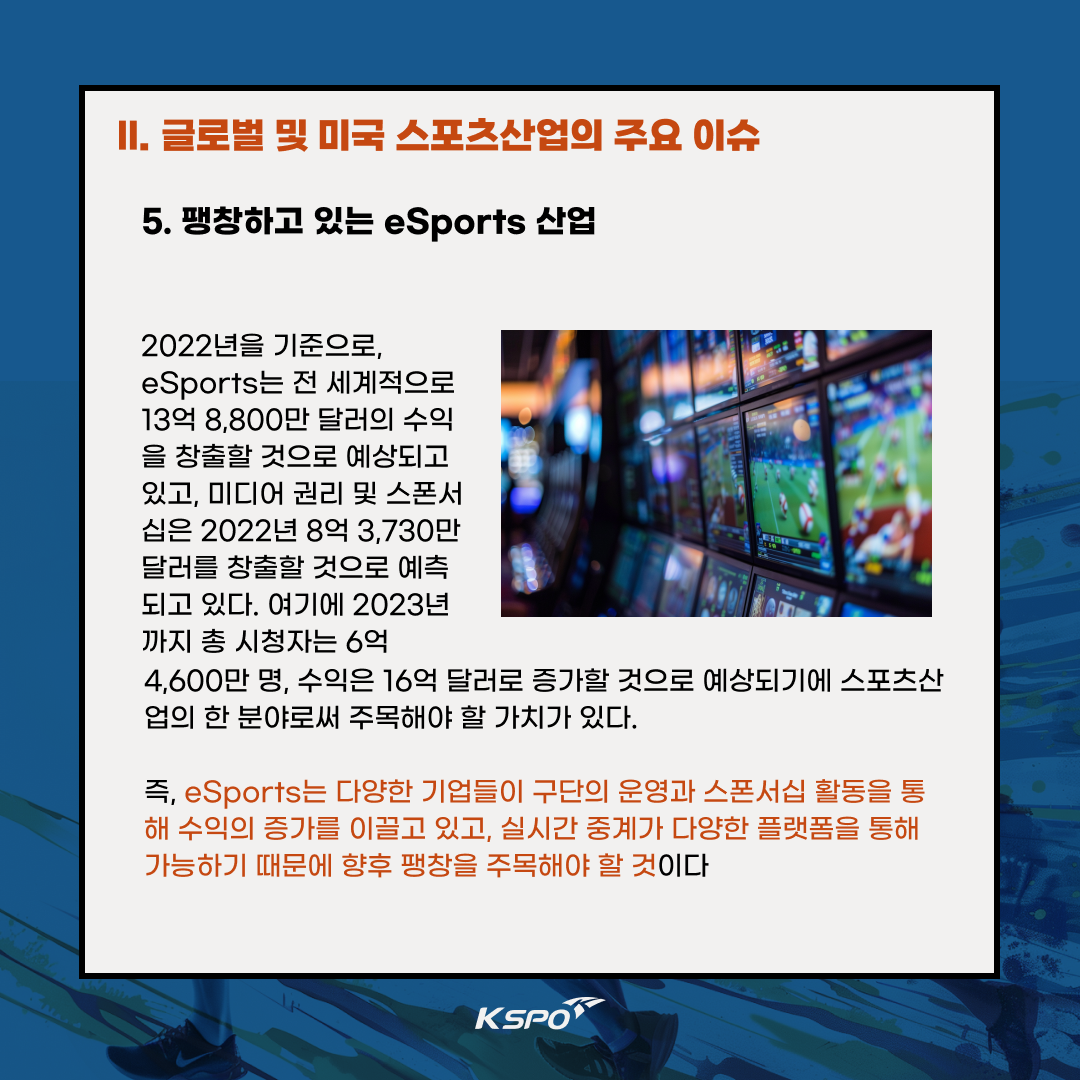 II. 글로벌 및 미국 스포츠산업의 주요 이슈
5. 팽창하고 있는 eSports 산업
2022년을 기준으로,
eSports는 전 세계적으로
13억 8,800만 달러의 수익
을 창출할 것으로 예상되고
있고, 미디어 권리 및 스폰서
십은 2022년 8억 3,730만
달러를 창출할 것으로 예측
되고 있다. 여기에 2023년
까지 총 시청자는 6억
4,600만 명, 수익은 16억 달러로 증가할 것으로 예상되기에 스포츠산
업의 한 분야로써 주목해야 할 가치가 있다.
즉, eSports는 다양한 기업들이 구단의 운영과 스폰서십 활동을 통
해 수익의 증가를 이끌고 있고, 실시간 중계가 다양한 플랫폼을 통해
가능하기 때문에 향후 팽창을 주목해야 할 것이다
KSPO